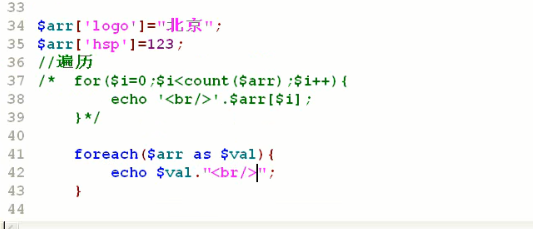 33
34 $arr['logo']="北京";
35 $arr['hsp']=123;
36 //遍历
37 /*  for($i=0;$i<count($arr);$i++){
38         echo '<br/>'.$arr[$i];
39     }*/
40
41     foreach($arr as $val){
42         echo $val."<br/>";
43     }
44